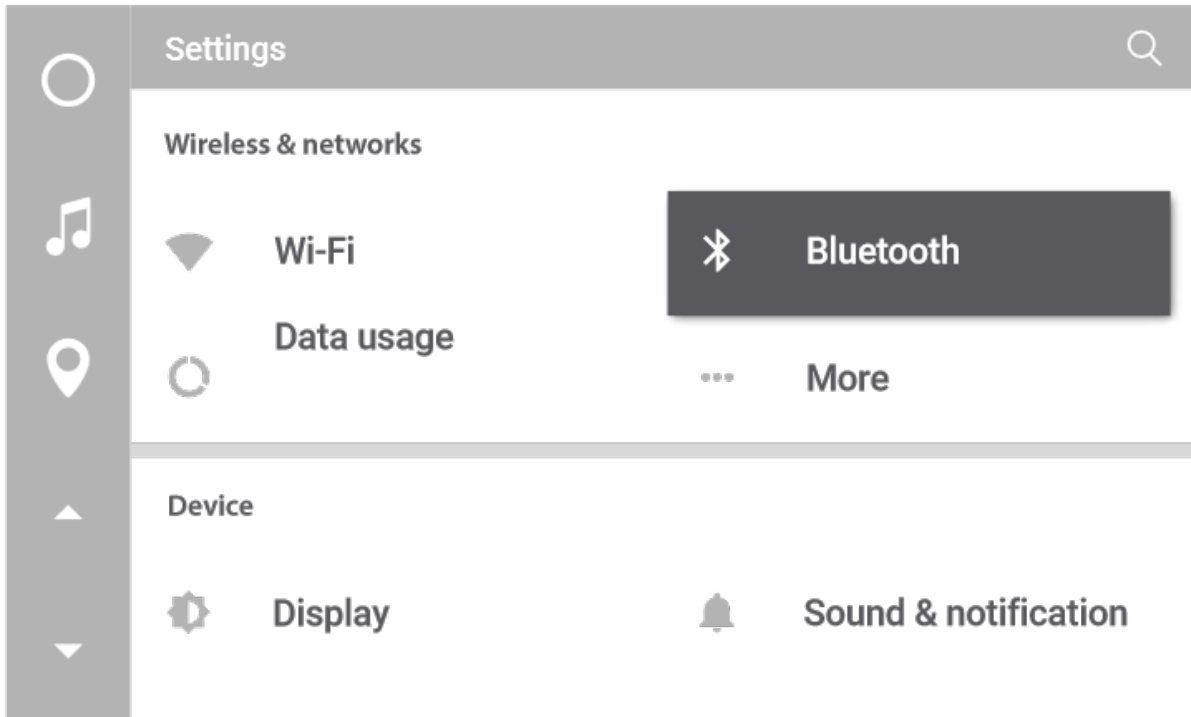 Settings
Wireless & networks
Wi-Fi
Bluetooth
Data usage
More
Device
Display
Sound & notification